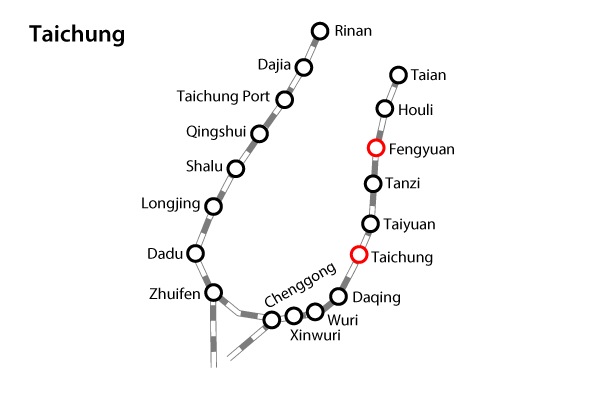 Taichung
Rinan
Dajia
Taichung Port
Qingshui
Shalu
Longjing
Dadu
Zhuifen
Taian
Houli
Fengyuan
Tanzi
Taiyuan
Taichung
Daqing
Wuri
Xinwuri
Chenggong